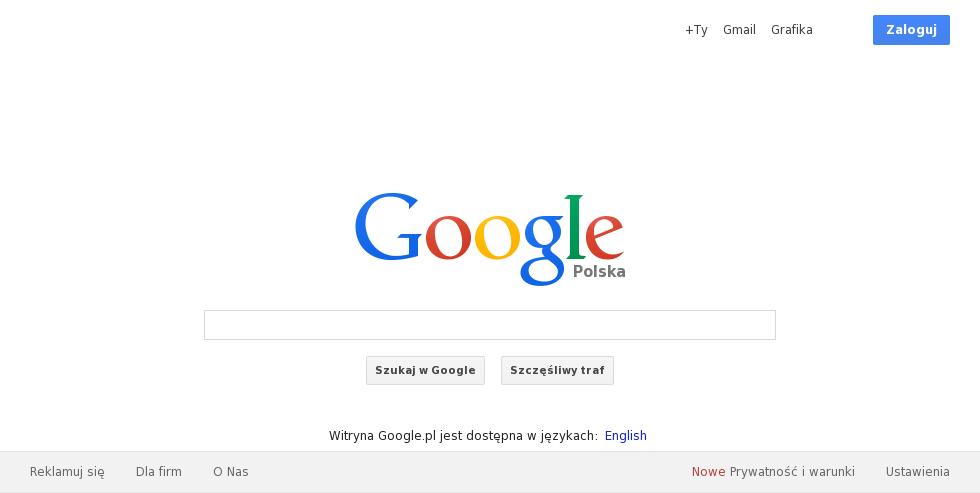 +Ty Gmail Grafika Zaloguj
Google
Polska
Szukaj w Google Szczęśliwy traf
Witryna Google.pl jest dostępna w językach: English
Reklamuj się Dla firm O Nas Nowe Prywatność i warunki Ustawienia